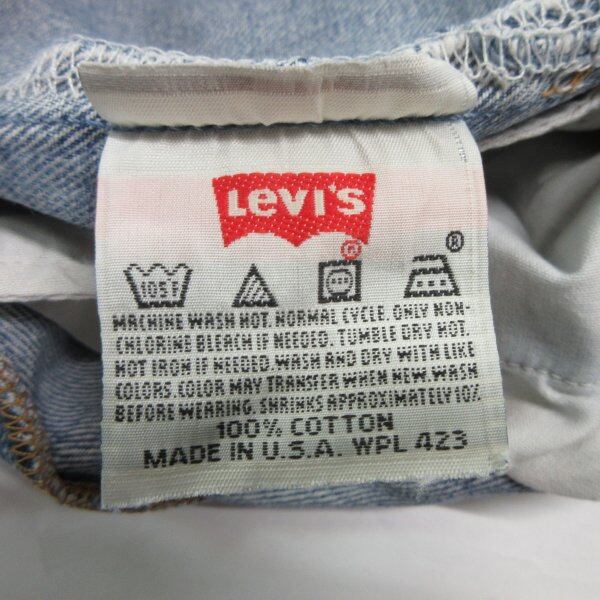 Levi's
®
®
105F
MACHINE WASH HOT. NORMAL CYCLE. ONLY NON-
CHLORINE BLEACH IF NEEDED. TUMBLE DRY HOT.
HOT IRON IF NEEDED. WASH AND DRY WITH LIKE
COLORS. COLOR MAY TRANSFER WHEN NEW. WASH
BEFORE WEARING. SHRINKS APPROXIMATELY 10%.
100% COTTON
MADE IN U.S.A. WPL 423